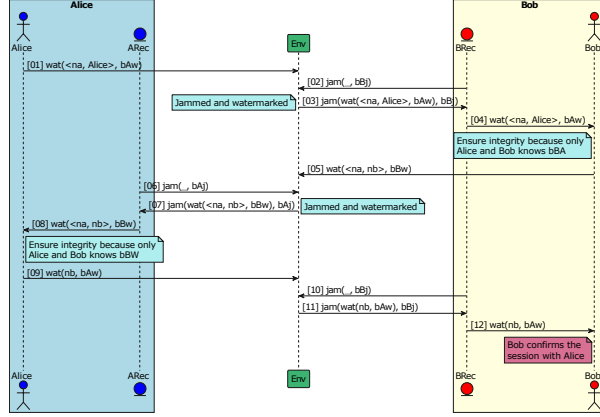 Alice
Bob
Alice
ARec
Env
BRec
Bob
[01] wat(<na, Alice>, bAw)
[02] jam(_, bBj)
Jammed and watermarked
[03] jam(wat(<na, Alice>, bAw), bBj)
[04] wat(<na, Alice>, bAw)
Ensure integrity because only
Alice and Bob knows bBA
[05] wat(<na, nb>, bBw)
[06] jam(_, bAj)
[07] jam(wat(<na, nb>, bBw), bAj)
Jammed and watermarked
[08] wat(<na, nb>, bBw)
Ensure integrity because only
Alice and Bob knows bBW
[09] wat(nb, bAw)
[10] jam(_, bBj)
[11] jam(wat(nb, bAw), bBj)
[12] wat(nb, bAw)
Bob confirms the
session with Alice
Alice
ARec
Env
BRec
Bob